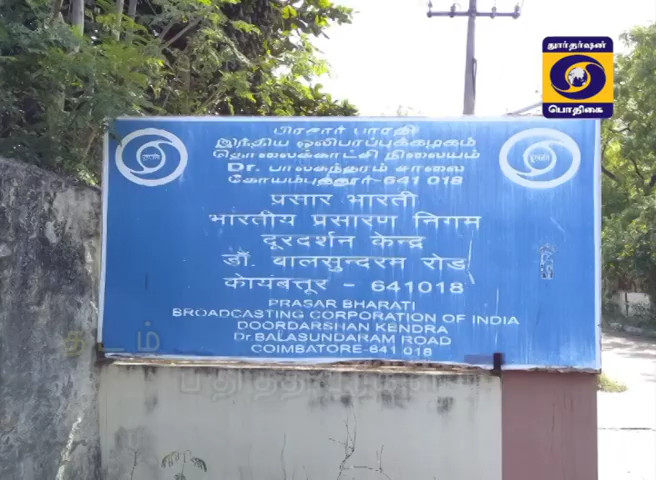 தூர்தர்ஷன்
பொதிகை
பிரசார் பாரதி
இந்திய ஒலிபரப்புக்கழகம்
தொலைக்காட்சி நிலையம்
Dr. பாலசுந்தரம் சாலை
கோயம்புத்தூர்-641 018
प्रसार भारती
भारतीय प्रसारण निगम
दूरदर्शन केन्द्र
डॉ. बालसुन्दरम रोड
कोयंबत्तूर - 641018
PRASAR BHARATI
BROADCASTING CORPORATION OF INDIA
DOORDARSHAN KENDRA
Dr.BALASUNDARAM ROAD
COIMBATORE-641 018